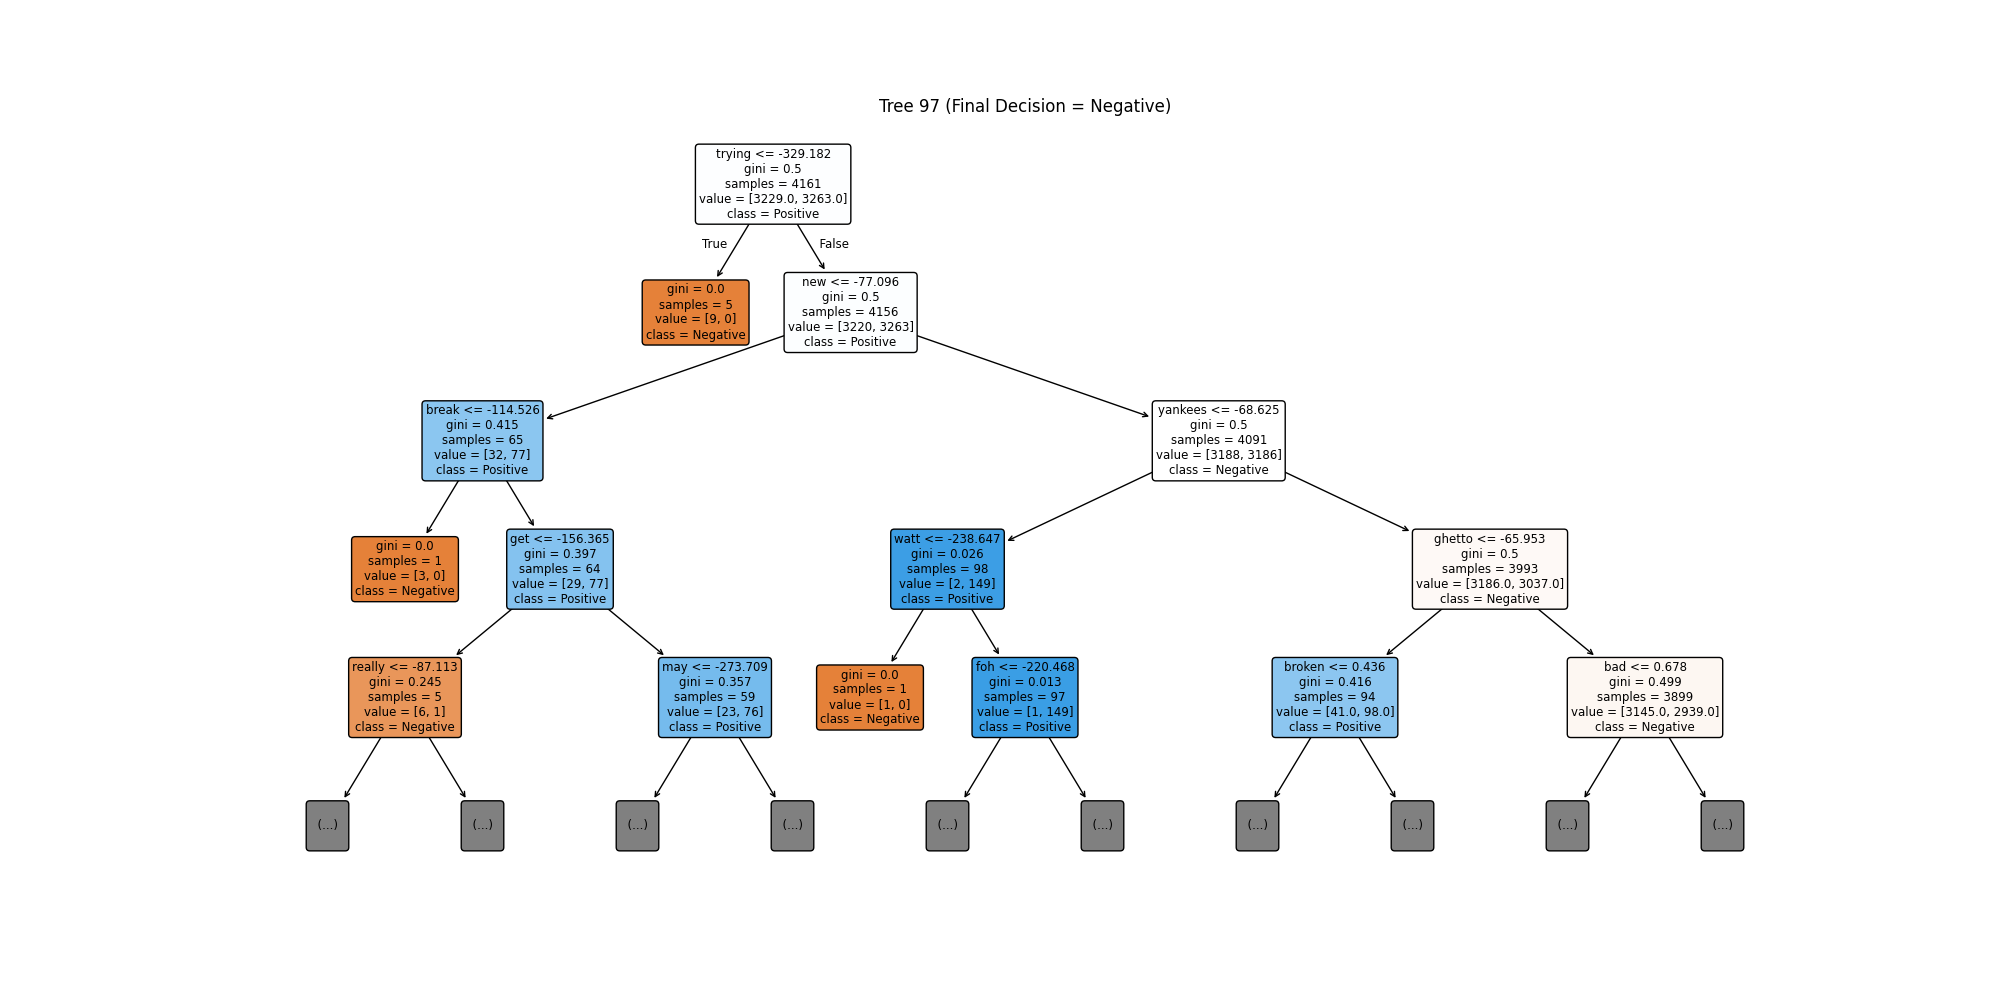 Tree 97 (Final Decision = Negative)
trying <= -329.182
gini = 0.5
samples = 4161
value = [3229.0, 3263.0]
class = Positive
True
False
gini = 0.0
samples = 5
value = [9, 0]
class = Negative
new <= -77.096
gini = 0.5
samples = 4156
value = [3220, 3263]
class = Positive
break <= -114.526
gini = 0.415
samples = 65
value = [32, 77]
class = Positive
yankees <= -68.625
gini = 0.5
samples = 4091
value = [3188, 3186]
class = Negative
gini = 0.0
samples = 1
value = [3, 0]
class = Negative
get <= -156.365
gini = 0.397
samples = 64
value = [29, 77]
class = Positive
watt <= -238.647
gini = 0.026
samples = 98
value = [2, 149]
class = Positive
ghetto <= -65.953
gini = 0.5
samples = 3993
value = [3186.0, 3037.0]
class = Negative
really <= -87.113
gini = 0.245
samples = 5
value = [6, 1]
class = Negative
may <= -273.709
gini = 0.357
samples = 59
value = [23, 76]
class = Positive
gini = 0.0
samples = 1
value = [1, 0]
class = Negative
foh <= -220.468
gini = 0.013
samples = 97
value = [1, 149]
class = Positive
broken <= 0.436
gini = 0.416
samples = 94
value = [41.0, 98.0]
class = Positive
bad <= 0.678
gini = 0.499
samples = 3899
value = [3145.0, 2939.0]
class = Negative
(...)
(...)
(...)
(...)
(...)
(...)
(...)
(...)
(...)
(...)